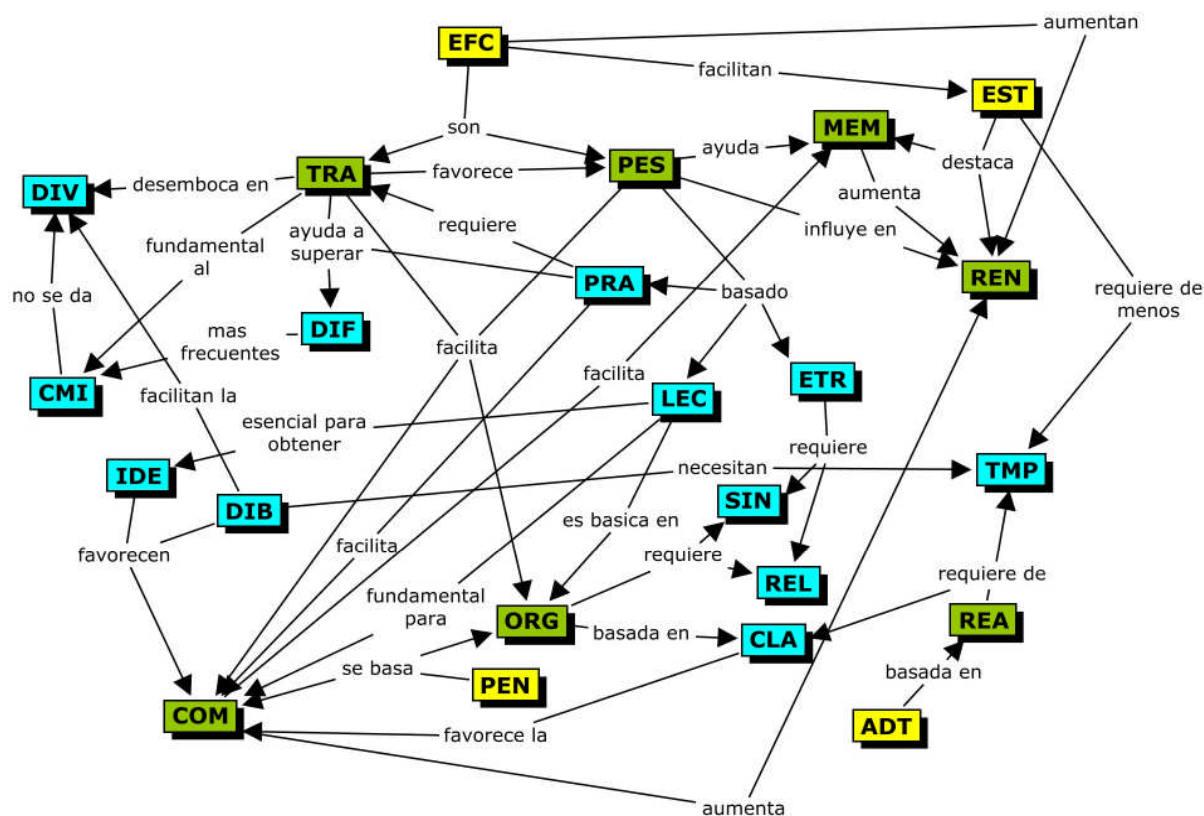 aumentan
EFC
facilitan
EST
son
MEM
ayuda
destaca
TRA
favorece
PES
DIV
desemboca en
aumenta
requiere
fundamental
al
ayuda a
superar
influye en
REN
PRA
basado
no se da
requiere de
menos
DIF
mas
frecuentes
facilita
facilita
ETR
CMI
facilitan la
LEC
esencial para
obtener
requiere
IDE
necesitan
TMP
DIB
SIN
es basica en
favorecen
facilita
requiere
REL
requiere de
fundamental
para
ORG
basada en
CLA
REA
se basa
PEN
basada en
COM
favorece la
ADT
aumenta